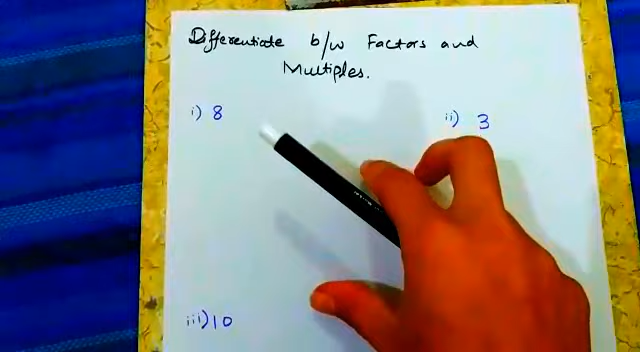 Differentiate b/w Factors and
Multiples.
i) 8
ii) 3
iii) 10